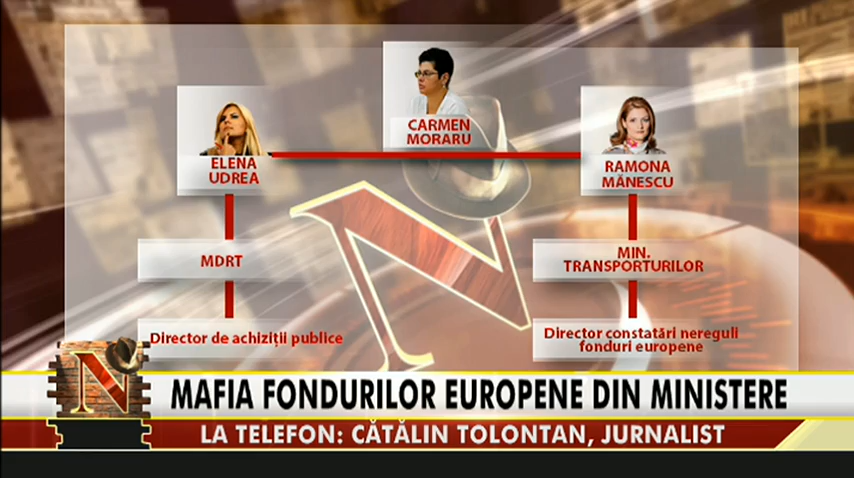 CARMEN
MORARU
ELENA
UDREA
RAMONA
MĂNESCU
MDRT
MIN.
TRANSPORTURILOR
Director de achiziții publice
Director constatări nereguli
fonduri europene
N
N
MAFIA FONDURILOR EUROPENE DIN MINISTERE
LA TELEFON: CĂTĂLIN TOLONTAN, JURNALIST